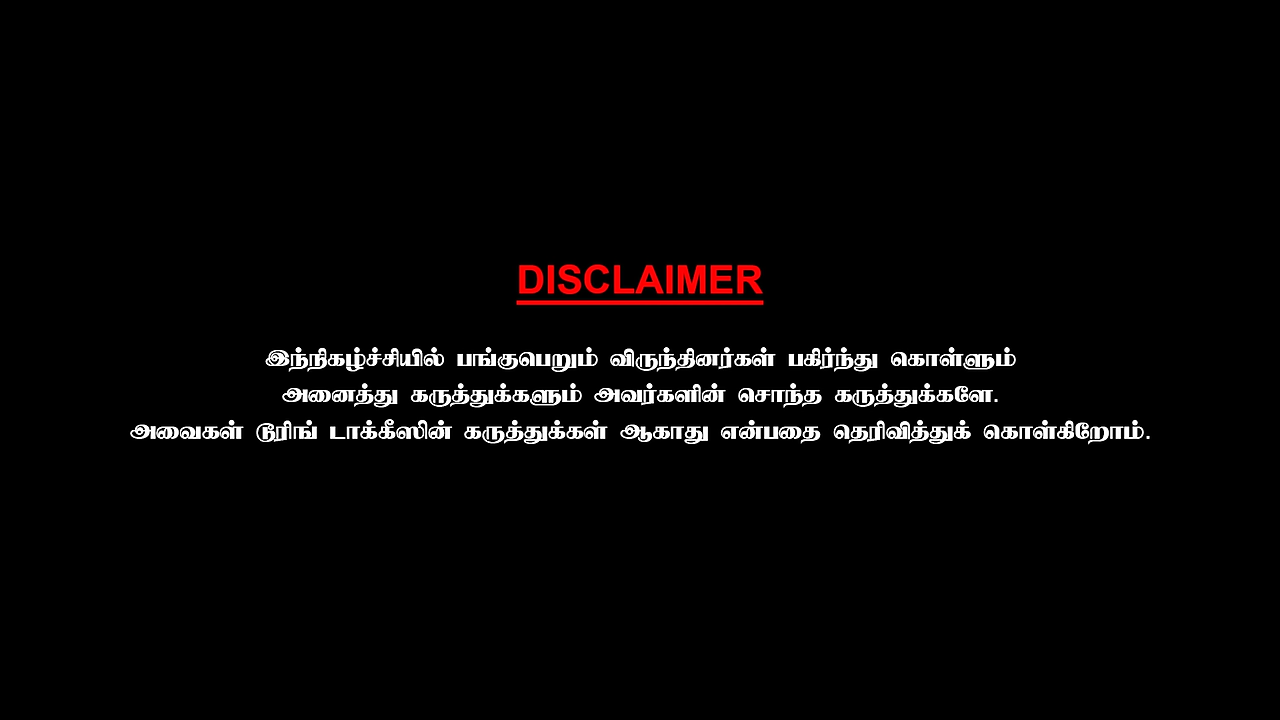 DISCLAIMER
இந்நிகழ்ச்சியில் பங்குபெறும் விருந்தினர்கள் பகிர்ந்து கொள்ளும்
அனைத்து கருத்துக்களும் அவர்களின் சொந்த கருத்துக்களே.
அவைகள் டூரிங் டாக்கீஸின் கருத்துக்கள் ஆகாது என்பதை தெரிவித்துக் கொள்கிறோம்.